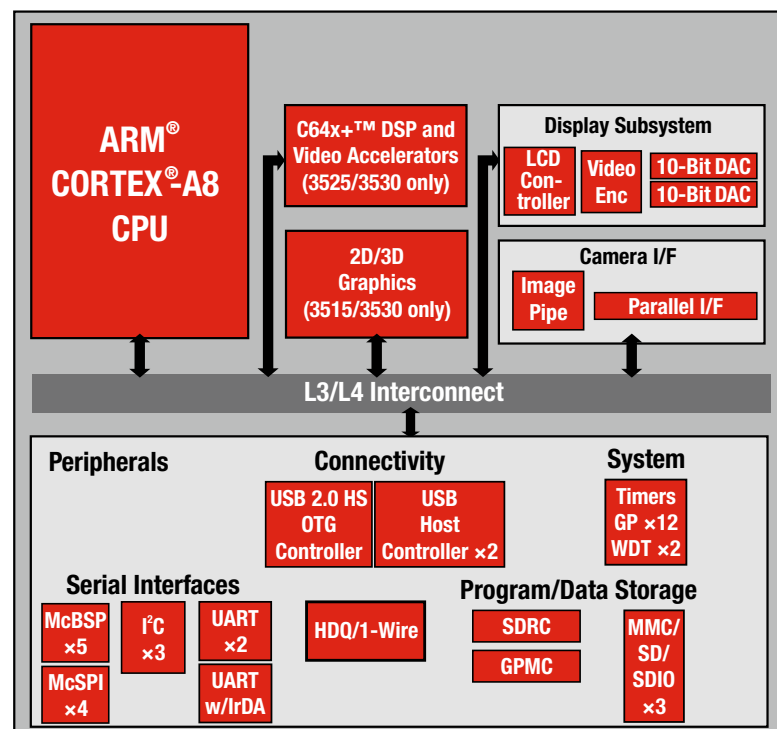 ARM®
CORTEX®-A8
CPU
C64x+™ DSP and
Video Accelerators
(3525/3530 only)
2D/3D
Graphics
(3515/3530 only)
Display Subsystem
LCD
Con-
troller
Video
Enc
10-Bit DAC
10-Bit DAC
Camera I/F
Image
Pipe
Parallel I/F
L3/L4 Interconnect
Peripherals
Connectivity
System
USB 2.0 HS
OTG
Controller
USB
Host
Controller ×2
Timers
GP ×12
WDT ×2
Serial Interfaces
McBSP
×5
I²C
×3
UART
×2
McSPI
×4
UART
w/IrDA
HDQ/1-Wire
Program/Data Storage
SDRC
GPMC
MMC/
SD/
SDIO
×3